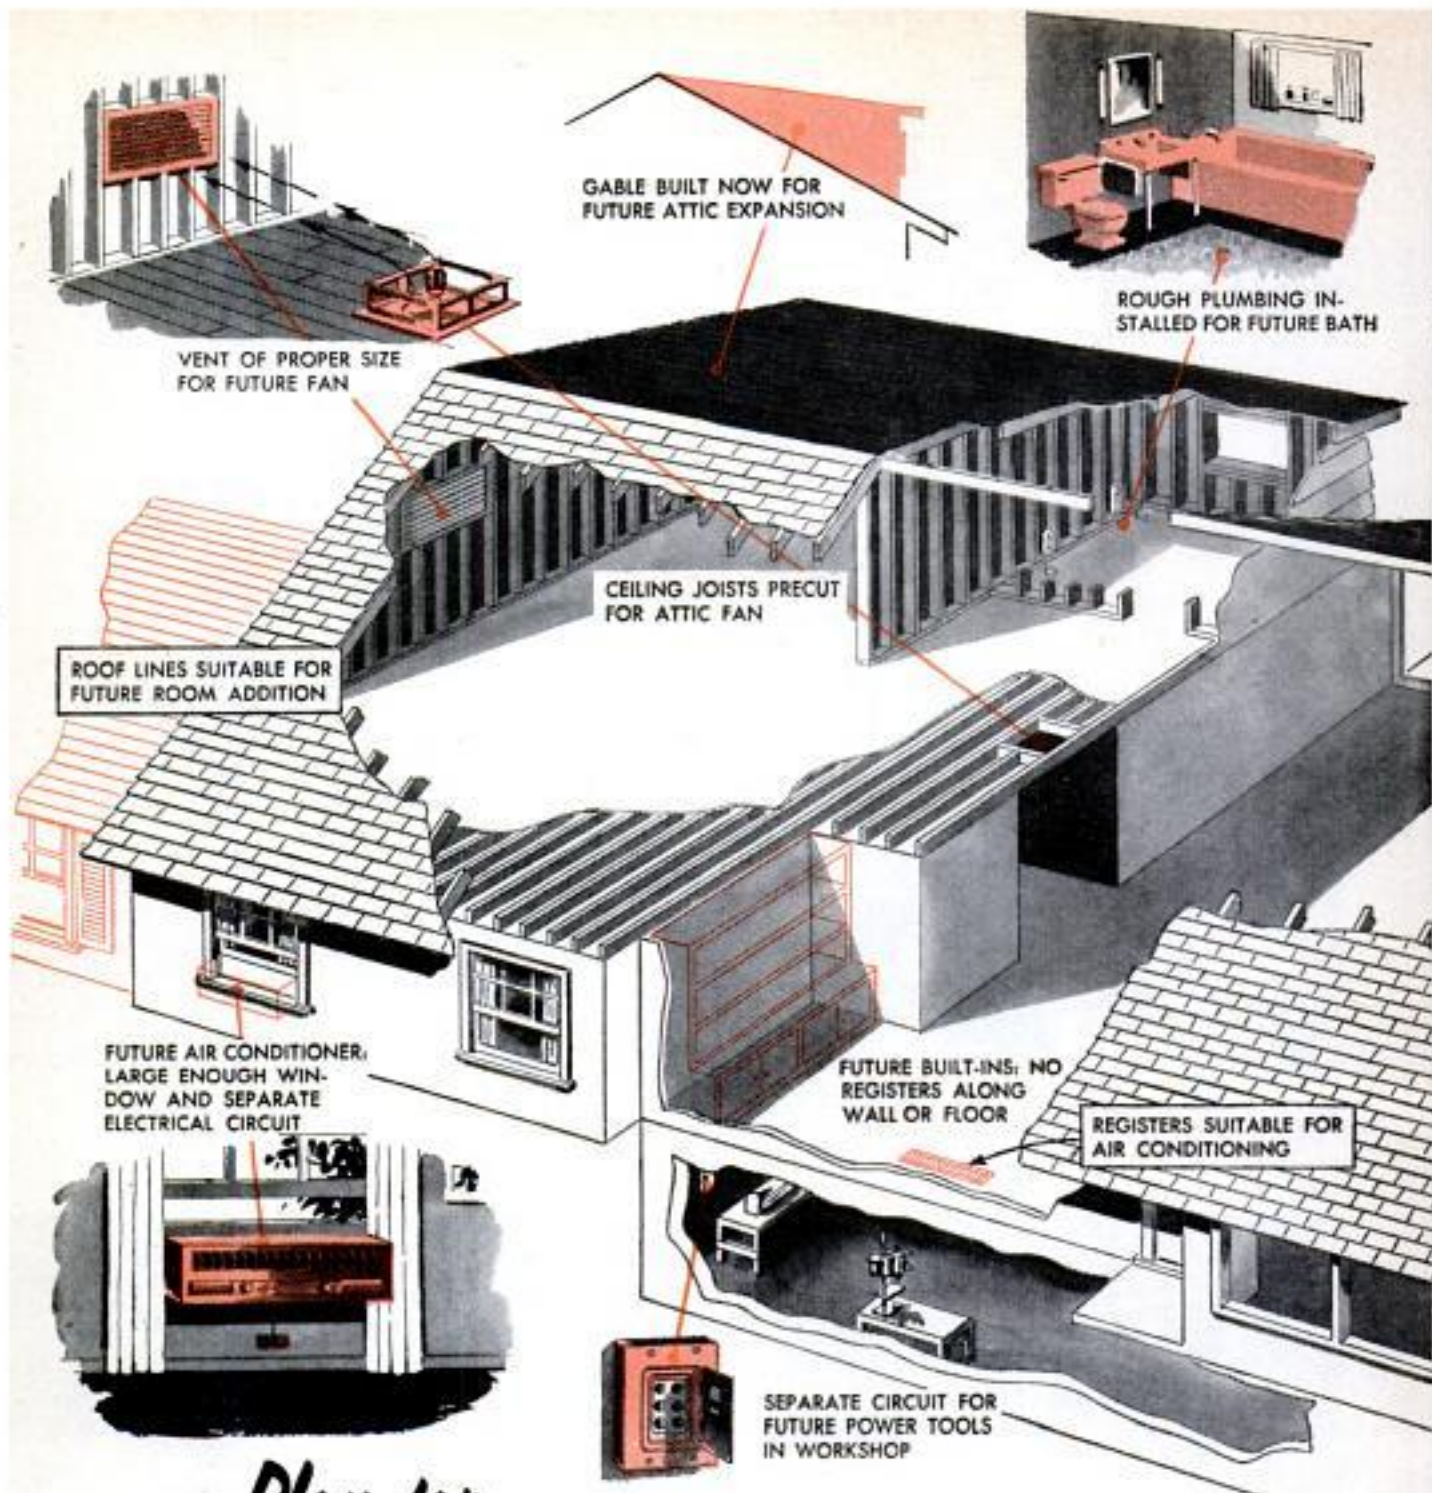 GABLE BUILT NOW FOR
FUTURE ATTIC EXPANSION
ROUGH PLUMBING IN-
STALLED FOR FUTURE BATH
VENT OF PROPER SIZE
FOR FUTURE FAN
CEILING JOISTS PRECUT
FOR ATTIC FAN
ROOF LINES SUITABLE FOR
FUTURE ROOM ADDITION
FUTURE AIR CONDITIONER:
LARGE ENOUGH WIN-
DOW AND SEPARATE
ELECTRICAL CIRCUIT
FUTURE BUILT-INS: NO
REGISTERS ALONG
WALL OR FLOOR
REGISTERS SUITABLE FOR
AIR CONDITIONING
SEPARATE CIRCUIT FOR
FUTURE POWER TOOLS
IN WORKSHOP